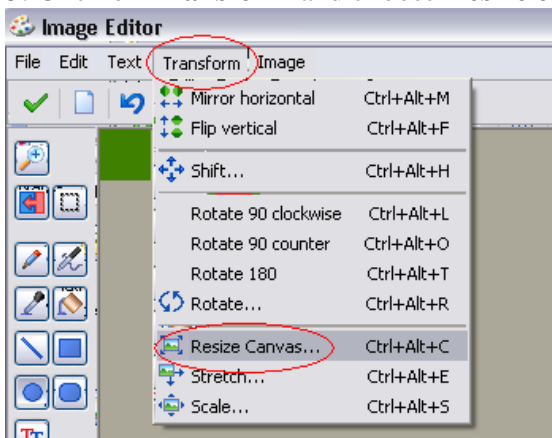 Image Editor
File Edit Text Transform Image
Mirror horizontal Ctrl+Alt+M
Flip vertical Ctrl+Alt+F
Shift... Ctrl+Alt+H
Rotate 90 clockwise Ctrl+Alt+L
Rotate 90 counter Ctrl+Alt+O
Rotate 180 Ctrl+Alt+T
Rotate... Ctrl+Alt+R
Resize Canvas... Ctrl+Alt+C
Stretch... Ctrl+Alt+E
Scale... Ctrl+Alt+S